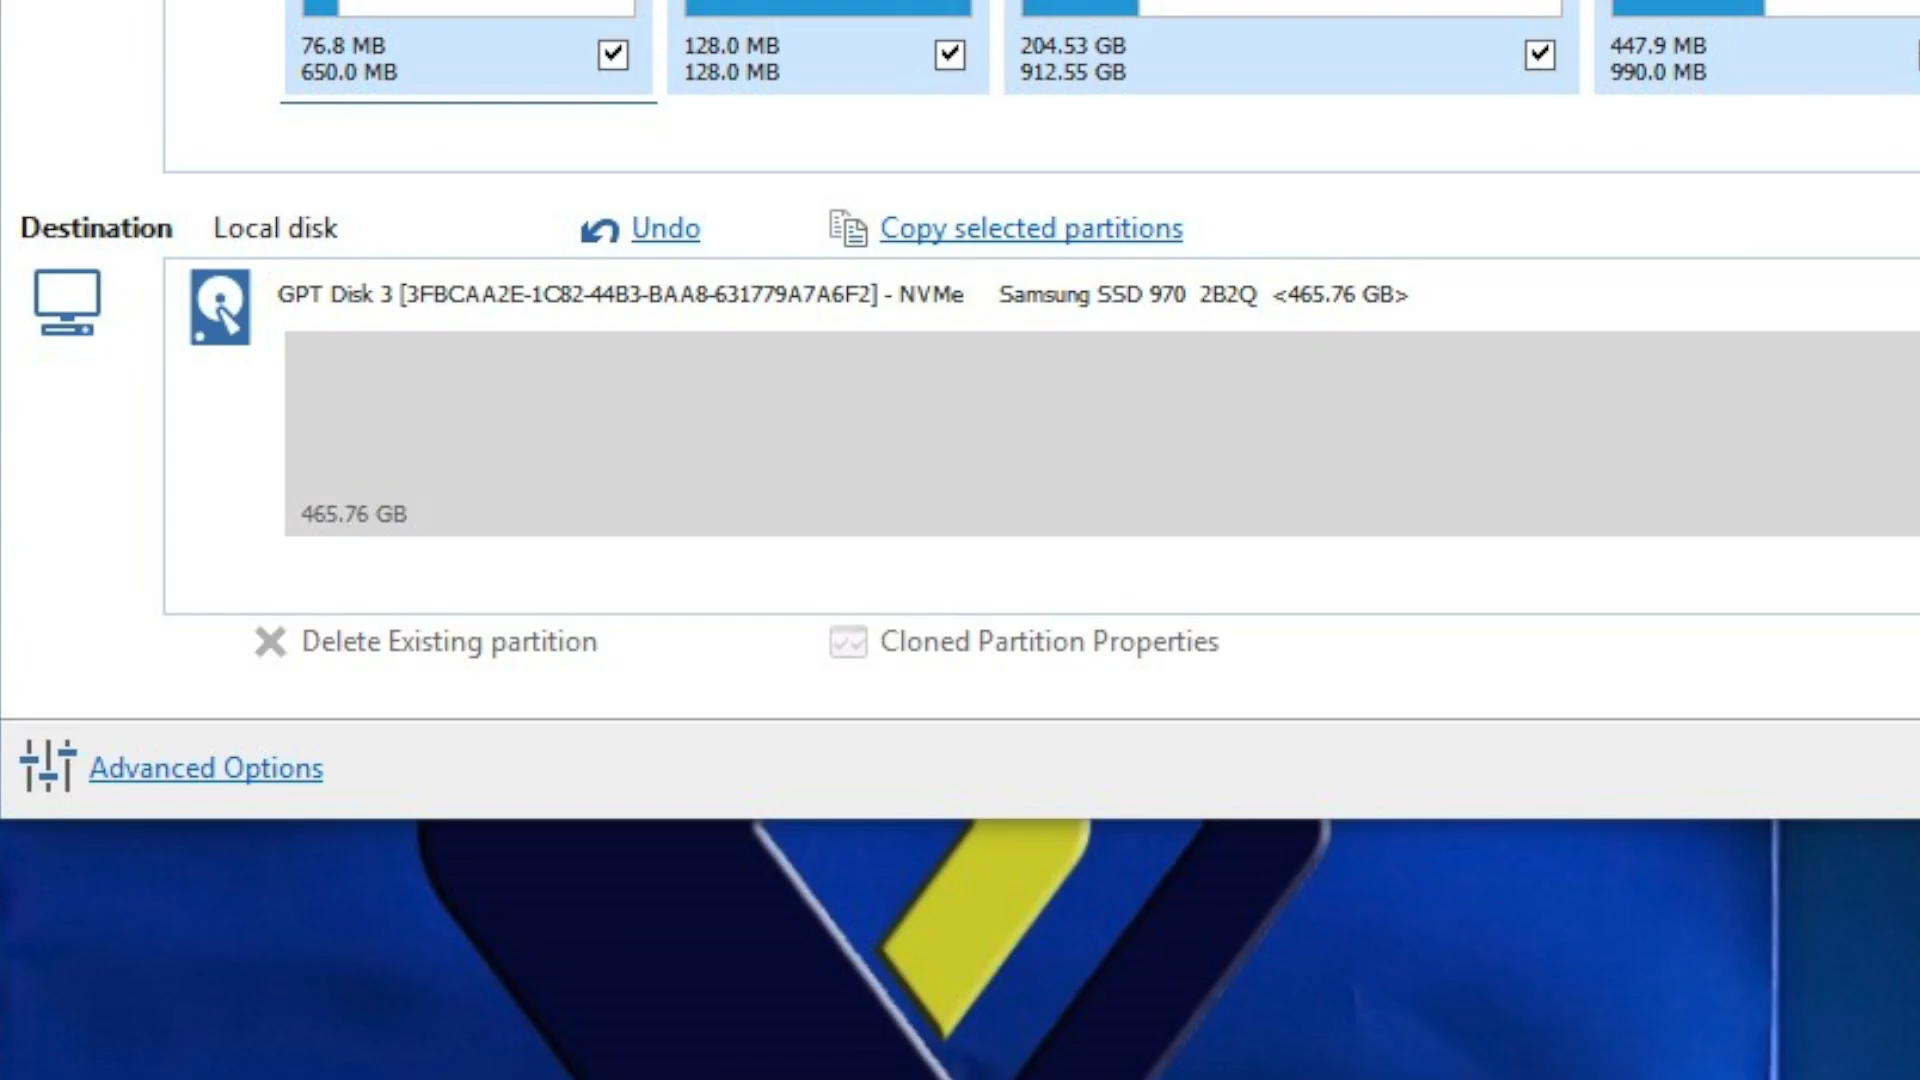 76.8 MB
650.0 MB
128.0 MB
128.0 MB
204.53 GB
912.55 GB
447.9 MB
990.0 MB
Destination Local disk Undo Copy selected partitions
GPT Disk 3 [3FBCAA2E-1C82-44B3-BAA8-631779A7A6F2] - NVMe Samsung SSD 970 2B2Q <465.76 GB>
465.76 GB
Delete Existing partition Cloned Partition Properties
Advanced Options